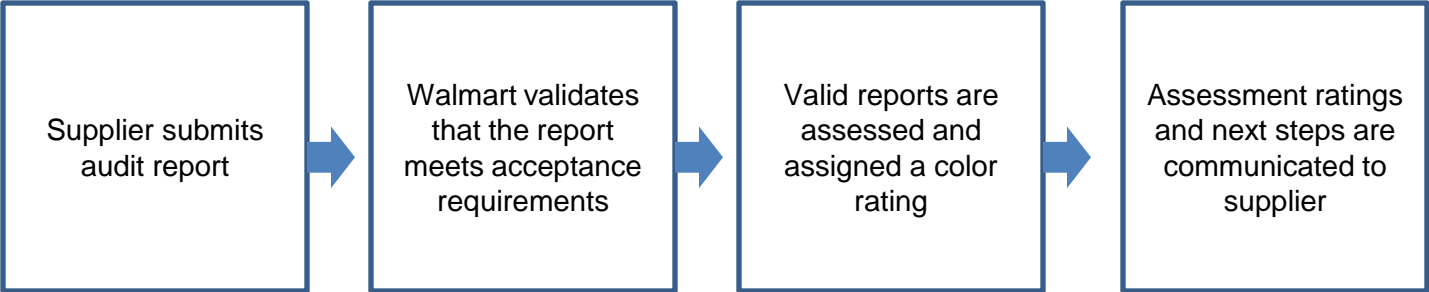 Supplier submits
audit report
Walmart validates
that the report
meets acceptance
requirements
Valid reports are
assessed and
assigned a color
rating
Assessment ratings
and next steps are
communicated to
supplier